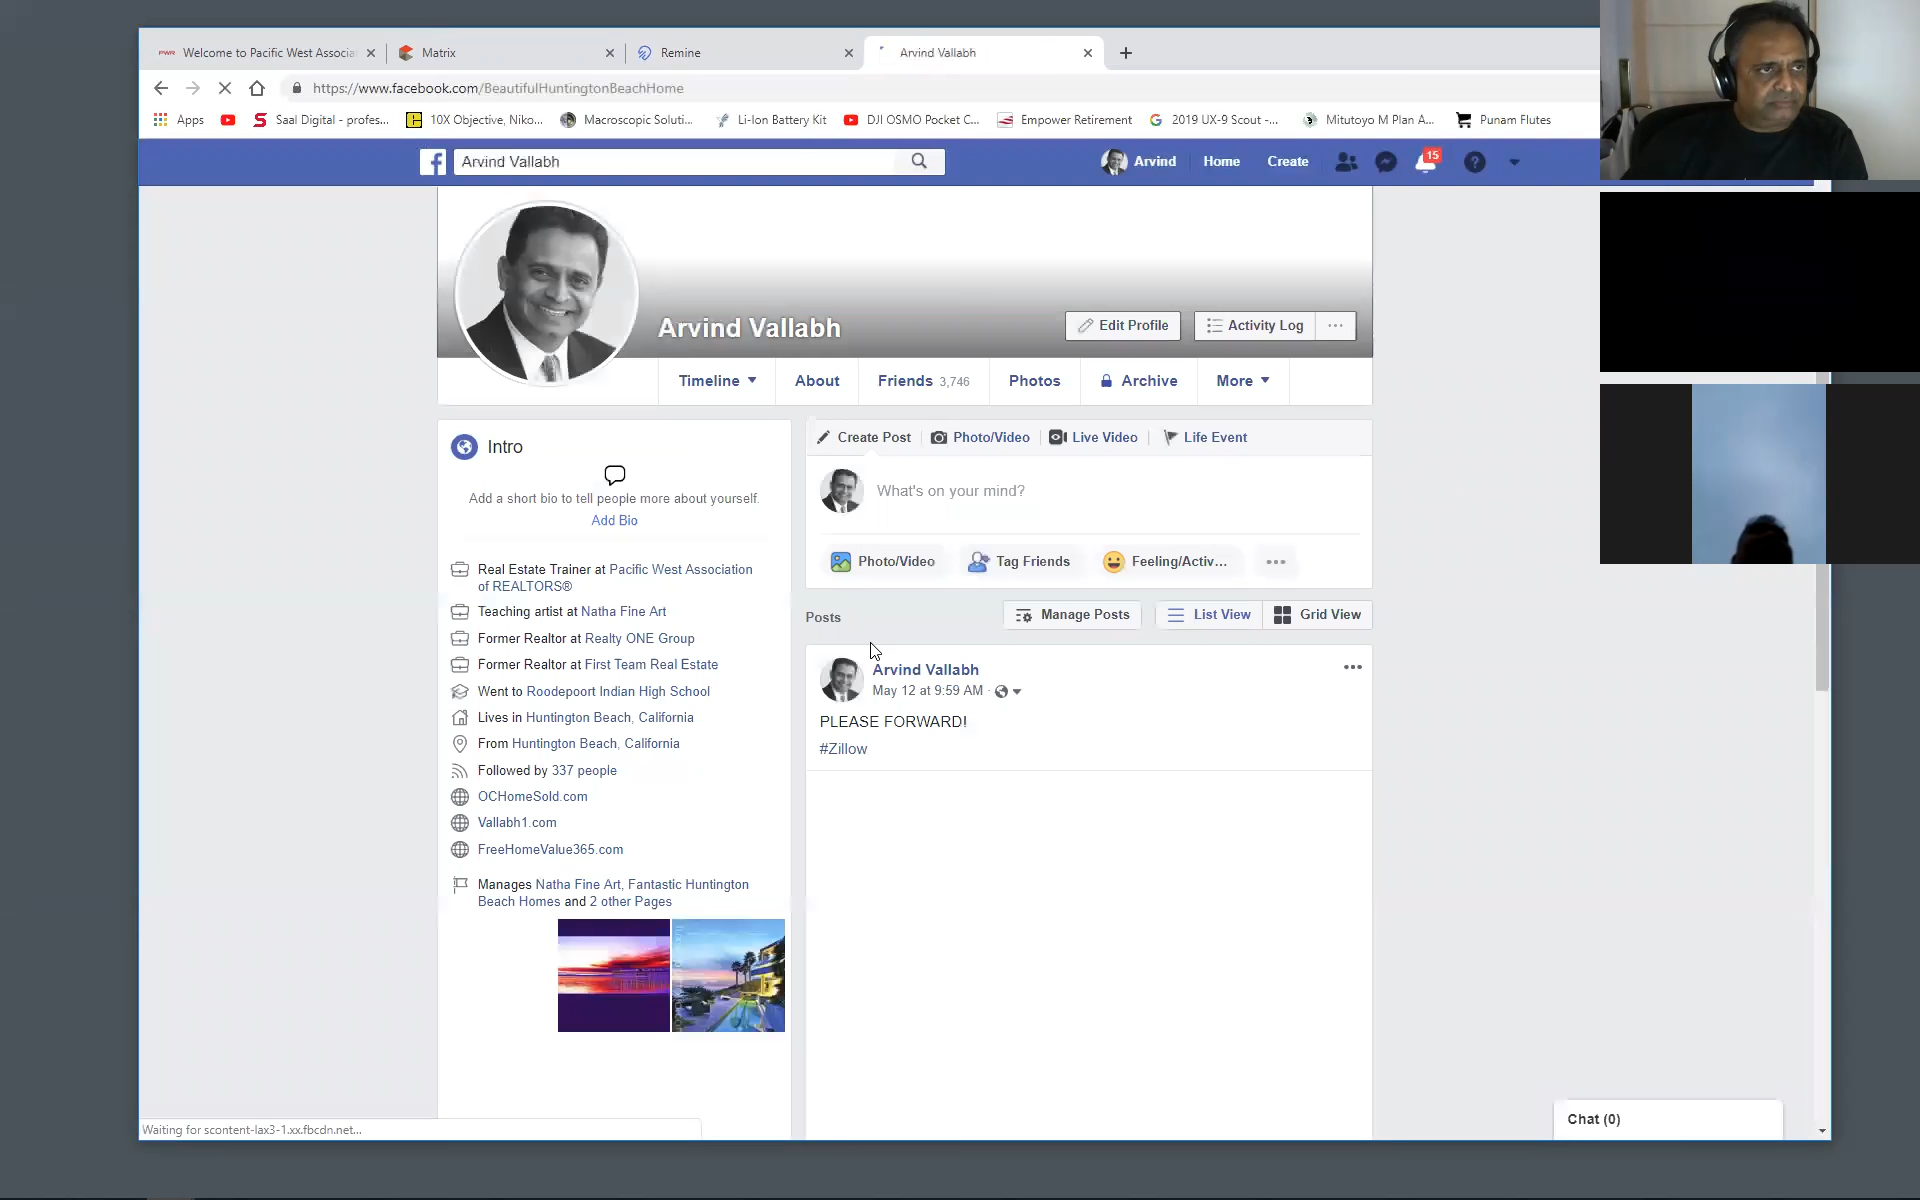 PWR Welcome to Pacific West Associa
Matrix
Remine
Arvind Vallabh
https://www.facebook.com/BeautifulHuntingtonBeachHome
Apps
Saal Digital - profes...
10X Objective, Niko...
Macroscopic Soluti...
Li-Ion Battery Kit
DJI OSMO Pocket C...
Empower Retirement
2019 UX-9 Scout -...
Mitutoyo M Plan A...
Punam Flutes
Arvind Vallabh
Arvind
Home
Create
15
Arvind Vallabh
Edit Profile
Activity Log
Timeline
About
Friends 3,746
Photos
Archive
More
Intro
Add a short bio to tell people more about yourself.
Add Bio
Real Estate Trainer at Pacific West Association
of REALTORS®
Teaching artist at Natha Fine Art
Former Realtor at Realty ONE Group
Former Realtor at First Team Real Estate
Went to Roodepoort Indian High School
Lives in Huntington Beach, California
From Huntington Beach, California
Followed by 337 people
OCHomeSold.com
Vallabh1.com
FreeHomeValue365.com
Manages Natha Fine Art, Fantastic Huntington
Beach Homes and 2 other Pages
Create Post
Photo/Video
Live Video
Life Event
What's on your mind?
Photo/Video
Tag Friends
Feeling/Activ...
Posts
Manage Posts
List View
Grid View
Arvind Vallabh
May 12 at 9:59 AM ·
PLEASE FORWARD!
#Zillow
Waiting for scontent-lax3-1.xx.fbcdn.net...
Chat (0)